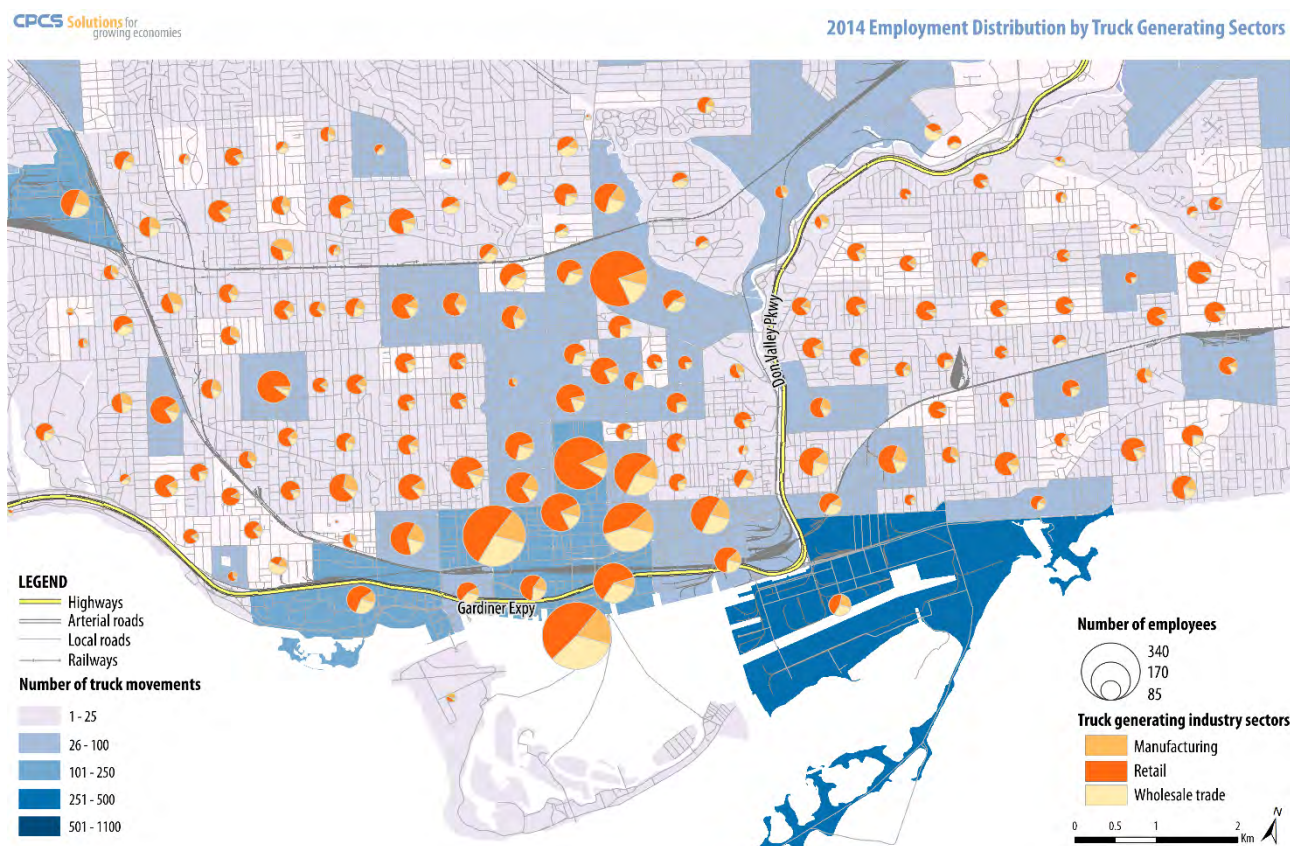 CPCS Solutions for
growing economies
2014 Employment Distribution by Truck Generating Sectors
Don Valley Pkwy
Gardiner Expy
LEGEND
Highways
Arterial roads
Local roads
Railways
Number of truck movements
1 - 25
26 - 100
101 - 250
251 - 500
501 - 1100
Number of employees
340
170
85
Truck generating industry sectors
Manufacturing
Retail
Wholesale trade
0 0.5 1 2
Km
N